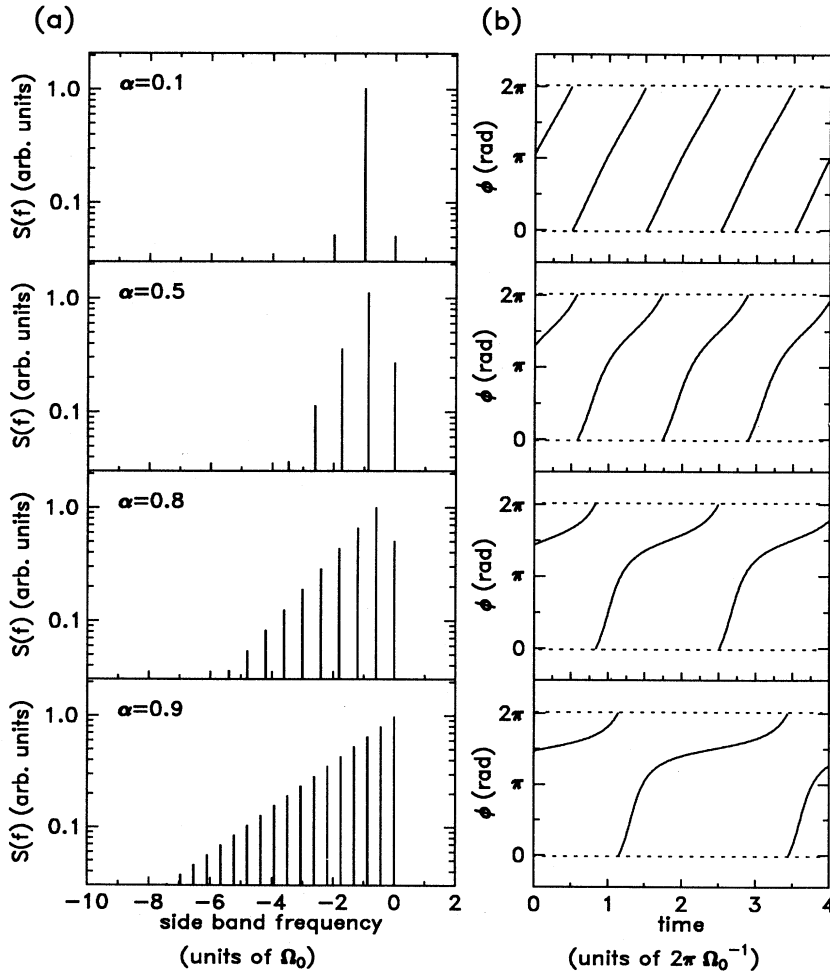 (a)
(b)
S(f) (arb. units)
1.0
0.1
α=0.1
ϕ (rad)
2π
π
0
S(f) (arb. units)
1.0
0.1
α=0.5
ϕ (rad)
2π
π
0
S(f) (arb. units)
1.0
0.1
α=0.8
ϕ (rad)
2π
π
0
S(f) (arb. units)
1.0
0.1
α=0.9
ϕ (rad)
2π
π
0
−10 −8 −6 −4 −2 0 2
side band frequency
(units of Ω₀)
0 1 2 3 4
time
(units of 2π Ω₀⁻¹)